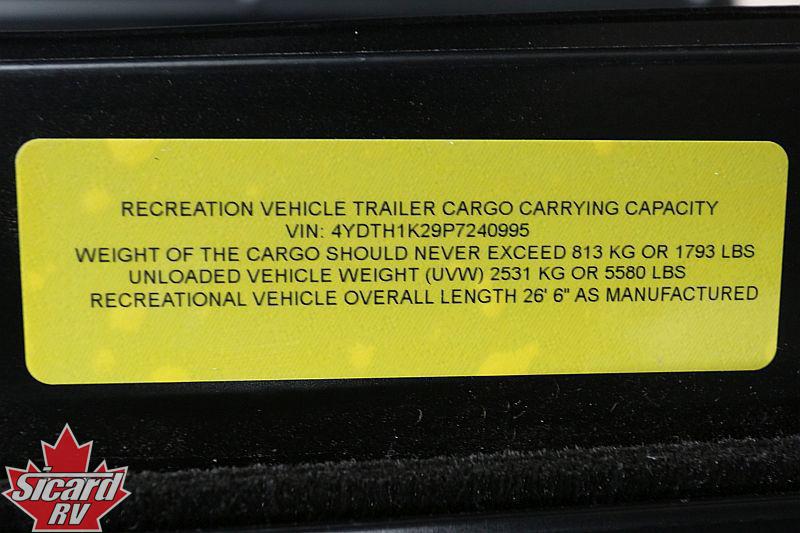 RECREATION VEHICLE TRAILER CARGO CARRYING CAPACITY
VIN: 4YDTH1K29P7240995
WEIGHT OF THE CARGO SHOULD NEVER EXCEED 813 KG OR 1793 LBS
UNLOADED VEHICLE WEIGHT (UVW) 2531 KG OR 5580 LBS
RECREATIONAL VEHICLE OVERALL LENGTH 26' 6" AS MANUFACTURED
Sicard
RV